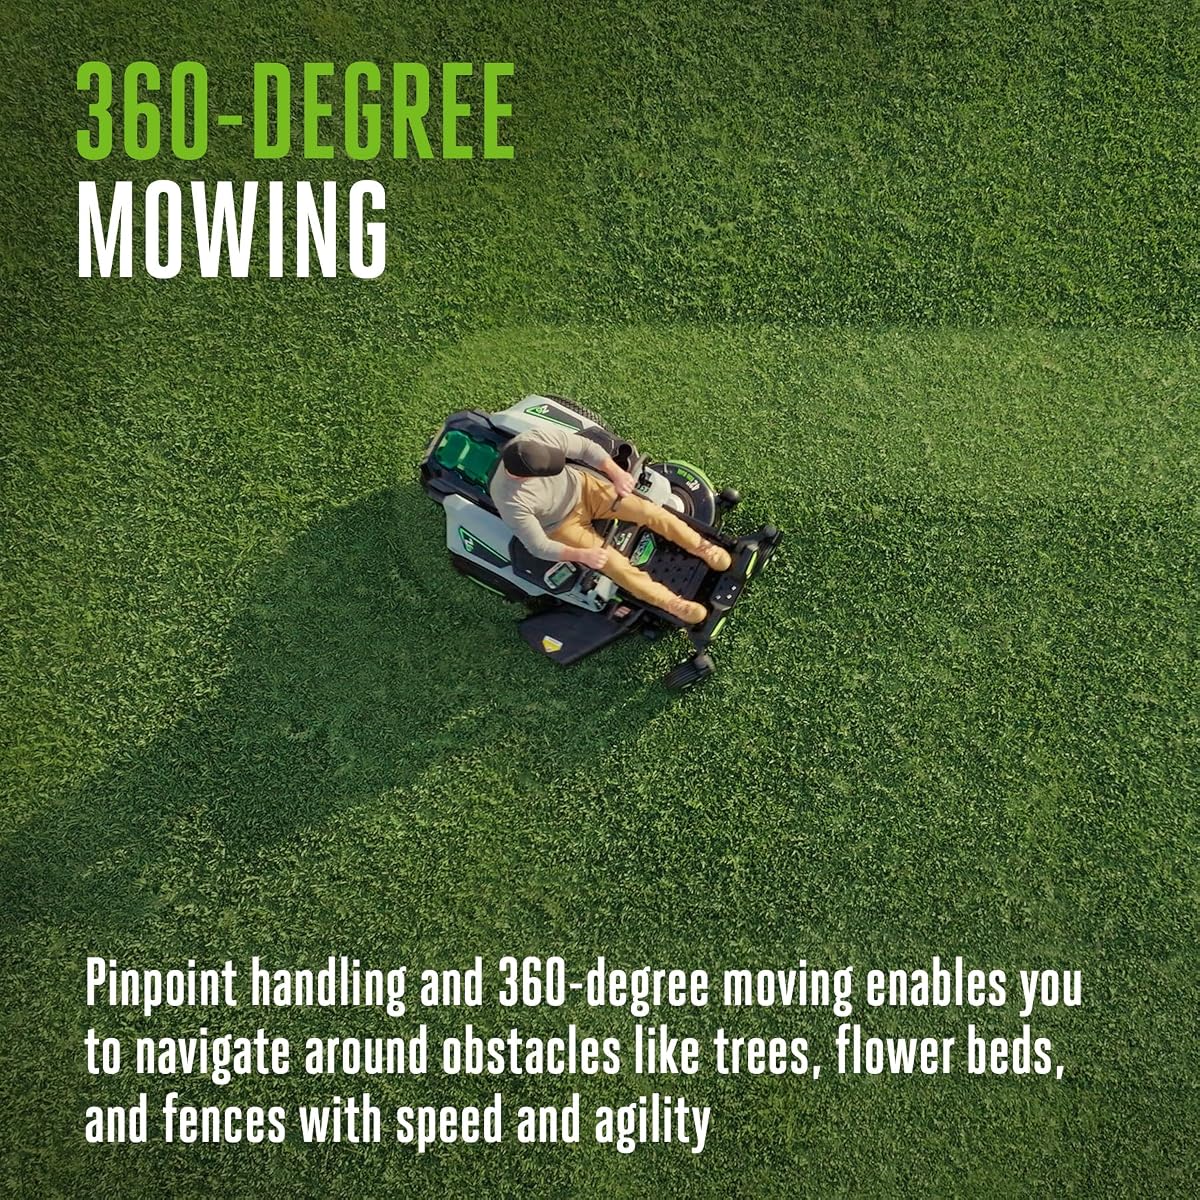 360-DEGREE
MOWING
Pinpoint handling and 360-degree moving enables you
to navigate around obstacles like trees, flower beds,
and fences with speed and agility